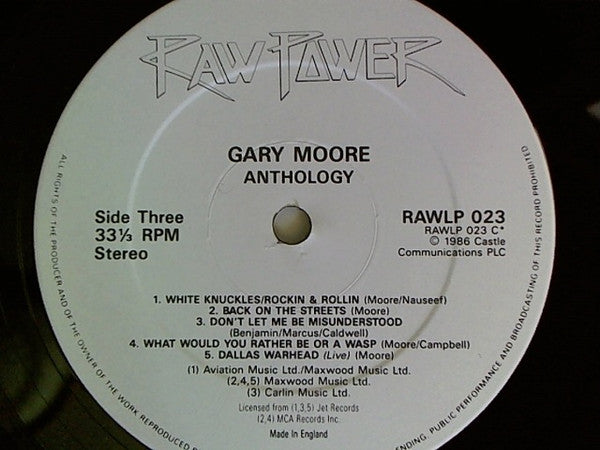 RAW POWER
GARY MOORE
ANTHOLOGY
Side Three
33⅓ RPM
Stereo
RAWLP 023
RAWLP 023 C*
© 1986 Castle
Communications PLC
1. WHITE KNUCKLES/ROCKIN & ROLLIN (Moore/Nauseef)
2. BACK ON THE STREETS (Moore)
3. DON'T LET ME BE MISUNDERSTOOD
(Benjamin/Marcus/Caldwell)
4. WHAT WOULD YOU RATHER BE OR A WASP (Moore/Campbell)
5. DALLAS WARHEAD (Live) (Moore)
(1) Aviation Music Ltd./Maxwood Music Ltd.
(2,4,5) Maxwood Music Ltd.
(3) Carlin Music Ltd.
Licensed from (1,3,5) Jet Records
(2,4) MCA Records Inc.
Made In England
ALL RIGHTS OF THE PRODUCER AND OF THE OWNER OF THE WORK REPRODUCED
ENDING. PUBLIC PERFORMANCE AND BROADCASTING OF THIS RECORD PROHIBITED